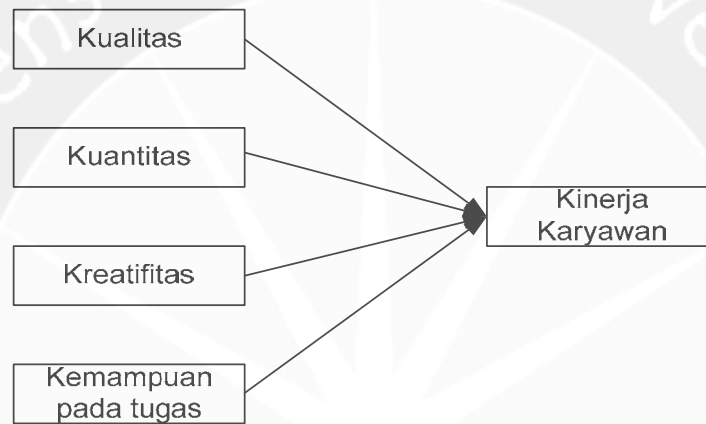 Kualitas
Kuantitas
Kreatifitas
Kemampuan
pada tugas
Kinerja
Karyawan